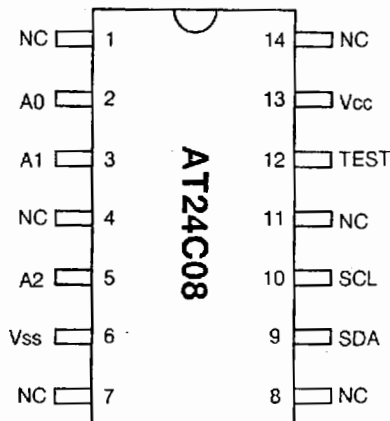 NC 1 14 NC
A0 2 13 Vcc
A1 3 12 TEST
NC 4 11 NC
A2 5 10 SCL
Vss 6 9 SDA
NC 7 8 NC
AT24C08